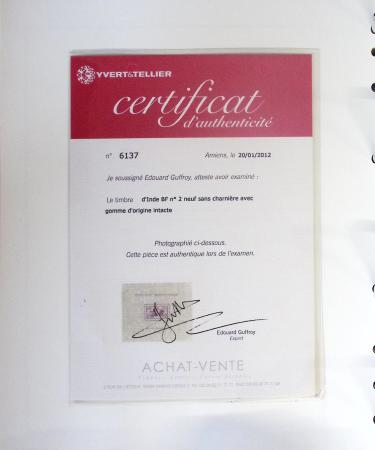 YVERT&TELLIER
certificat
d'authenticité
n° 6137 Amiens, le 20/01/2012
Je soussigné Edouard Guffroy, atteste avoir examiné :
Le timbre d'Inde BF n° 2 neuf sans charnière avec
gomme d'origine intacte
Photographié ci-dessous.
Cette pièce est authentique lors de l'examen.
Edouard Guffroy
Expert
ACHAT-VENTE